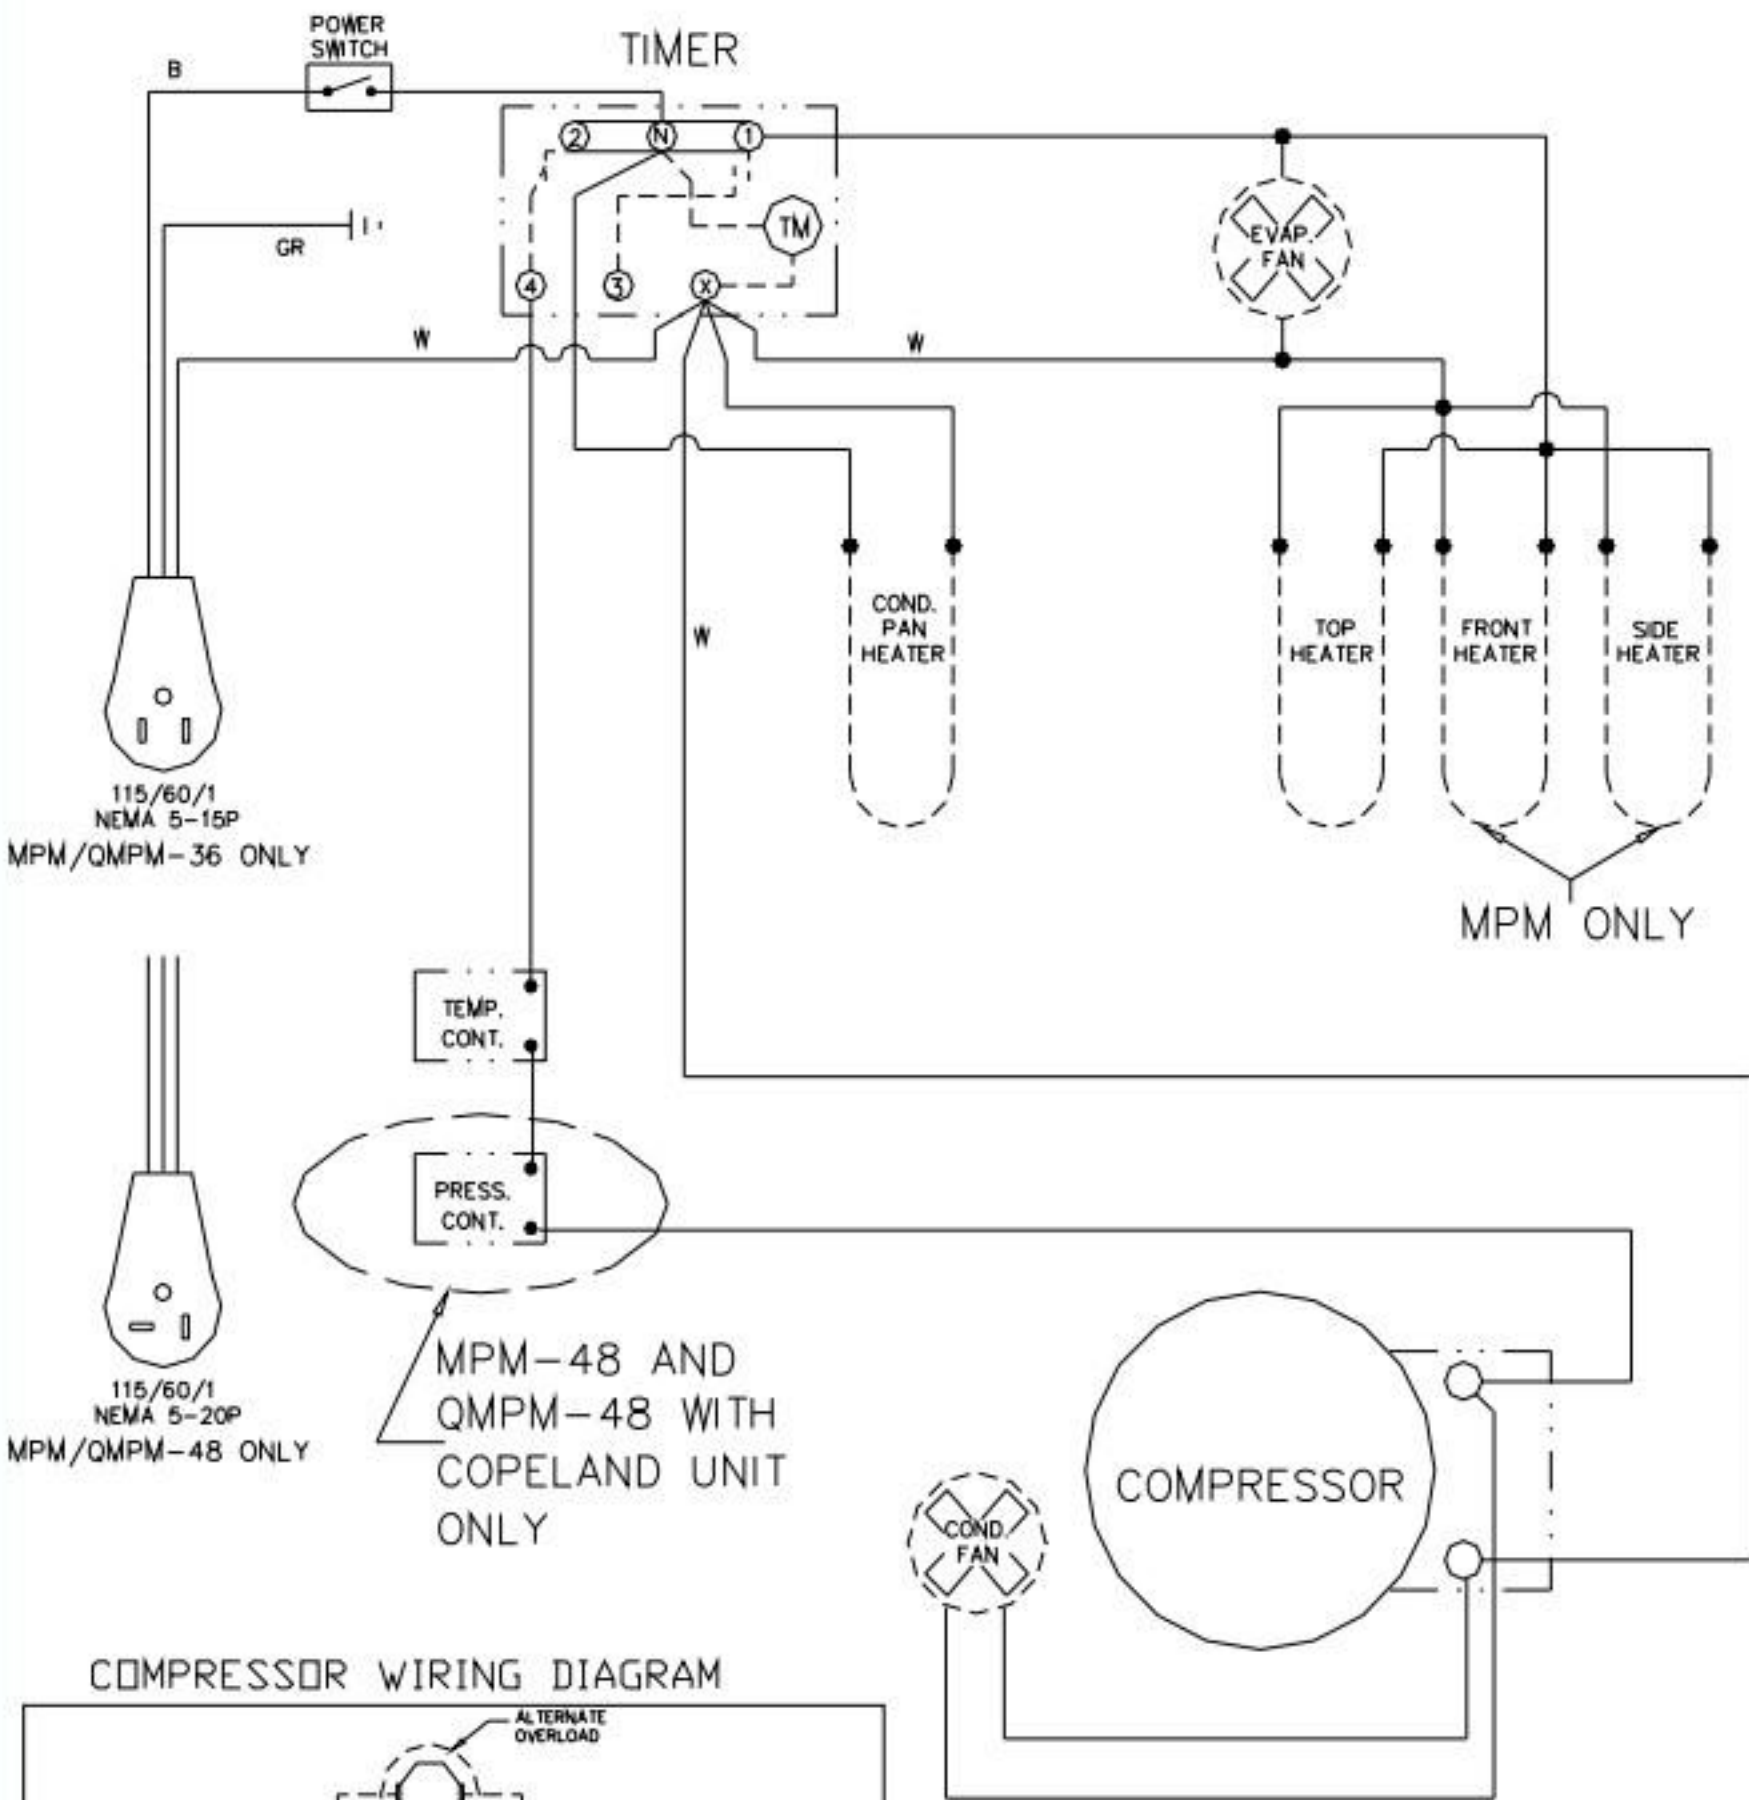 POWER
SWITCH
TIMER
B
2
N
1
TM
GR
4
3
X
W
W
EVAP.
FAN
COND.
PAN
HEATER
W
TOP
HEATER
FRONT
HEATER
SIDE
HEATER
MPM ONLY
115/60/1
NEMA 5-15P
MPM/QMPM-36 ONLY
TEMP.
CONT.
PRESS.
CONT.
MPM-48 AND
QMPM-48 WITH
COPELAND UNIT
ONLY
115/60/1
NEMA 5-20P
MPM/QMPM-48 ONLY
COMPRESSOR
COND.
FAN
COMPRESSOR WIRING DIAGRAM
ALTERNATE
OVERLOAD